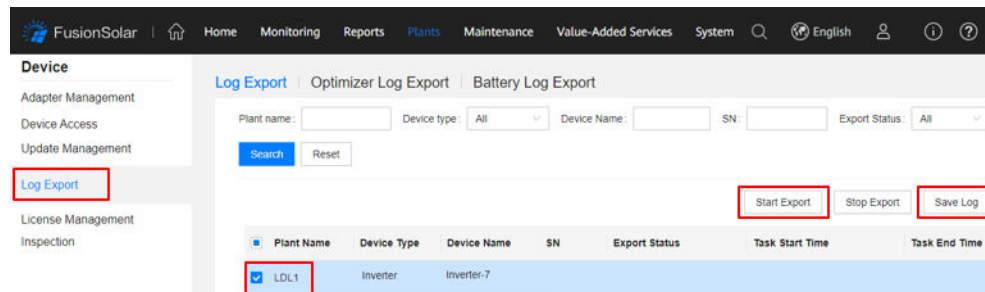 FusionSolar Home Monitoring Reports Plants Maintenance Value-Added Services System English
Device
Adapter Management
Device Access
Update Management
Log Export
License Management
Inspection
Log Export Optimizer Log Export Battery Log Export
Plant name: Device type: All Device Name: SN: Export Status: All
Search Reset
Start Export Stop Export Save Log
Plant Name Device Type Device Name SN Export Status Task Start Time Task End Time
LDL1 Inverter Inverter-7